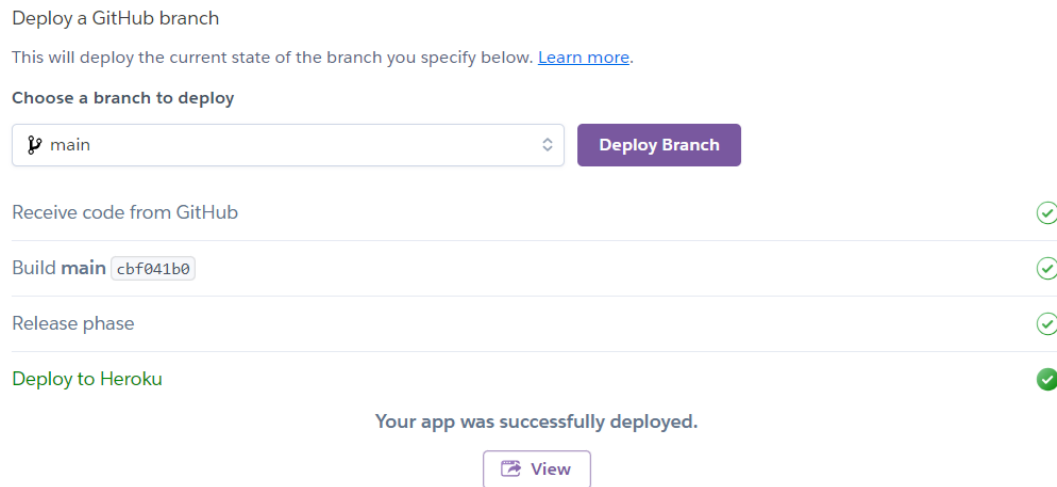 Deploy a GitHub branch
This will deploy the current state of the branch you specify below. Learn more.
Choose a branch to deploy
main
Deploy Branch
Receive code from GitHub
Build main cbf041b0
Release phase
Deploy to Heroku
Your app was successfully deployed.
View